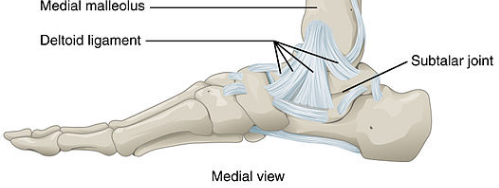 Medial malleolus
Deltoid ligament
Subtalar joint
Medial view